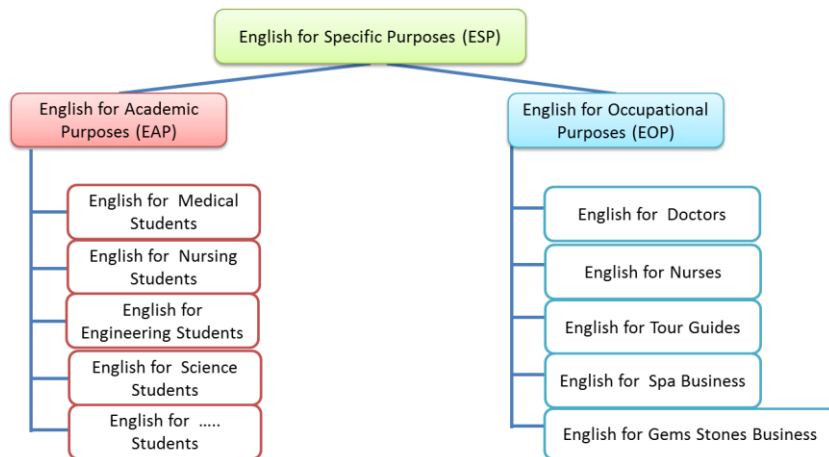 English for Specific Purposes (ESP)
English for Academic
Purposes (EAP)
English for Medical
Students
English for Nursing
Students
English for
Engineering Students
English for Science
Students
English for .....
Students
English for Occupational
Purposes (EOP)
English for Doctors
English for Nurses
English for Tour Guides
English for Spa Business
English for Gems Stones Business